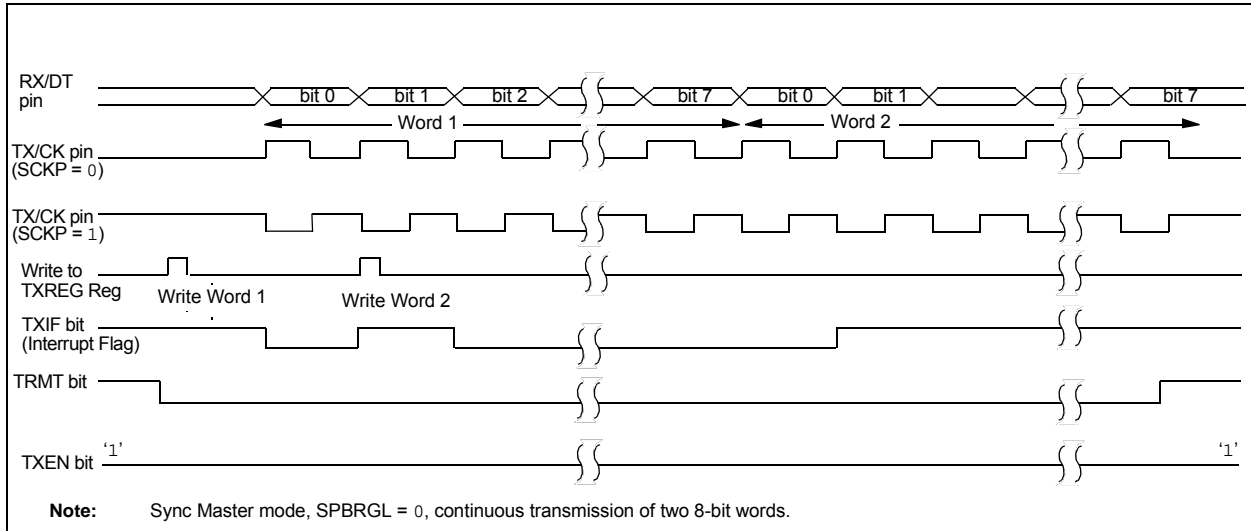 RX/DT
pin
bit 0 bit 1 bit 2 bit 7 bit 0 bit 1 bit 7
Word 1 Word 2
TX/CK pin
(SCKP = 0)
TX/CK pin
(SCKP = 1)
Write to
TXREG Reg
Write Word 1 Write Word 2
TXIF bit
(Interrupt Flag)
TRMT bit
TXEN bit ‘1’ ‘1’
Note: Sync Master mode, SPBRGL = 0, continuous transmission of two 8-bit words.